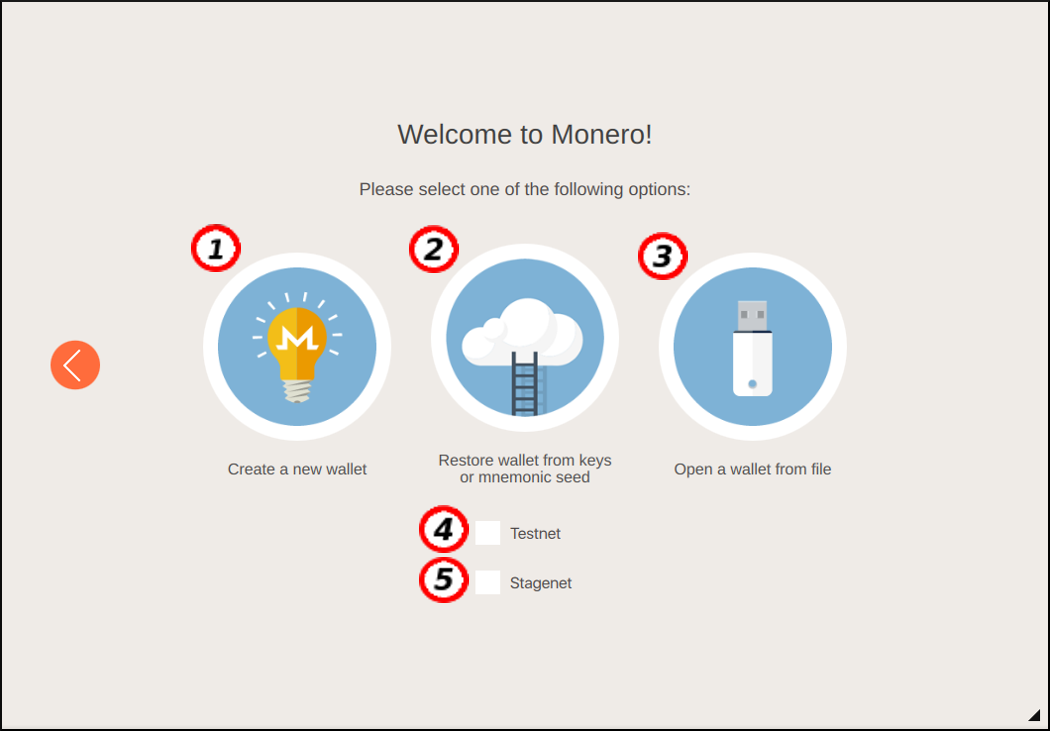 Welcome to Monero!
Please select one of the following options:
1
2
3
Create a new wallet
Restore wallet from keys
or mnemonic seed
Open a wallet from file
4 Testnet
5 Stagenet